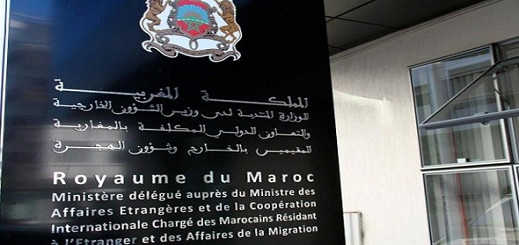 المملكة المغربية
الوزارة المنتدبة لدى وزير الشؤون الخارجية
والتعاون الدولي المكلفة بالمغاربة
المقيمين بالخارج وشؤون الهجرة
Royaume du Maroc
Ministère délégué auprès du Ministre des
Affaires Etrangères et de la Coopération
Internationale Chargé des Marocains Résidant
à l'Etranger et des Affaires de la Migration